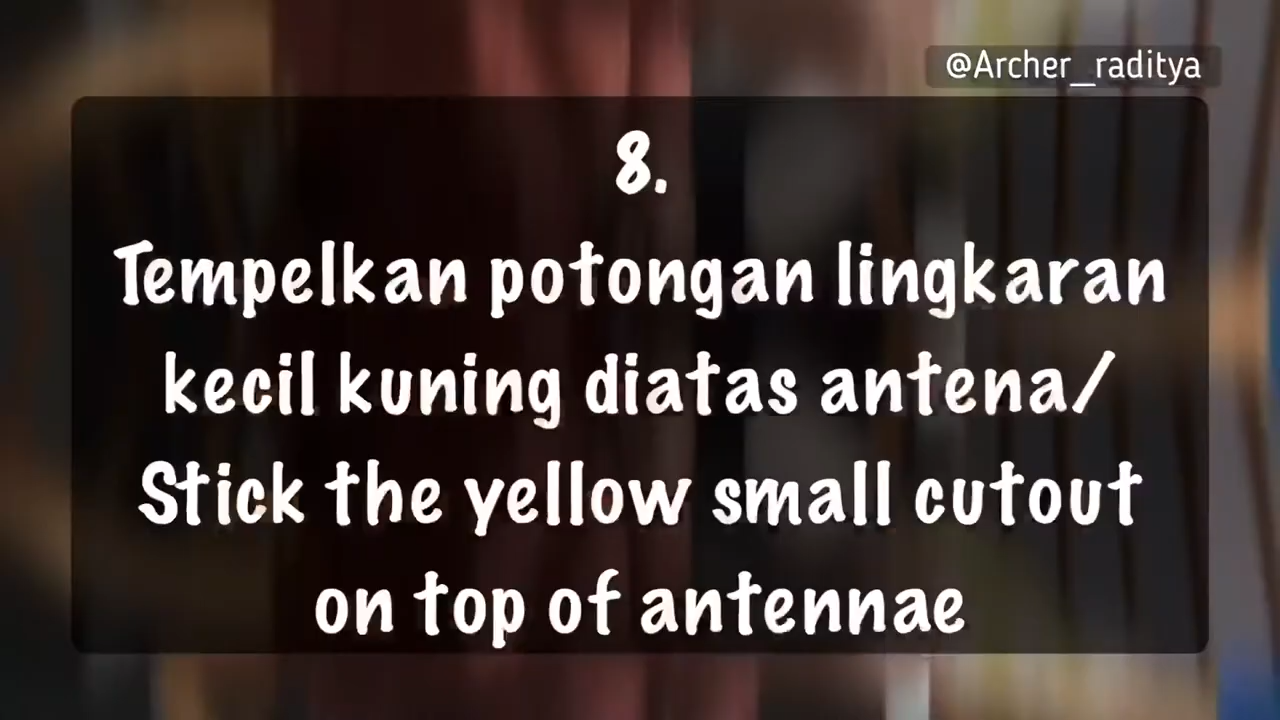 @Archer_raditya
8.
Tempelkan potongan lingkaran
kecil kuning diatas antena/
Stick the yellow small cutout
on top of antennae